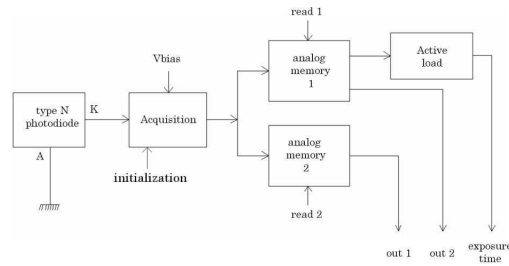 read 1
Vbias
analog
memory
1
Active
load
type N
photodiode
K
Acquisition
A
initialization
analog
memory
2
read 2
out 1
out 2
exposure
time